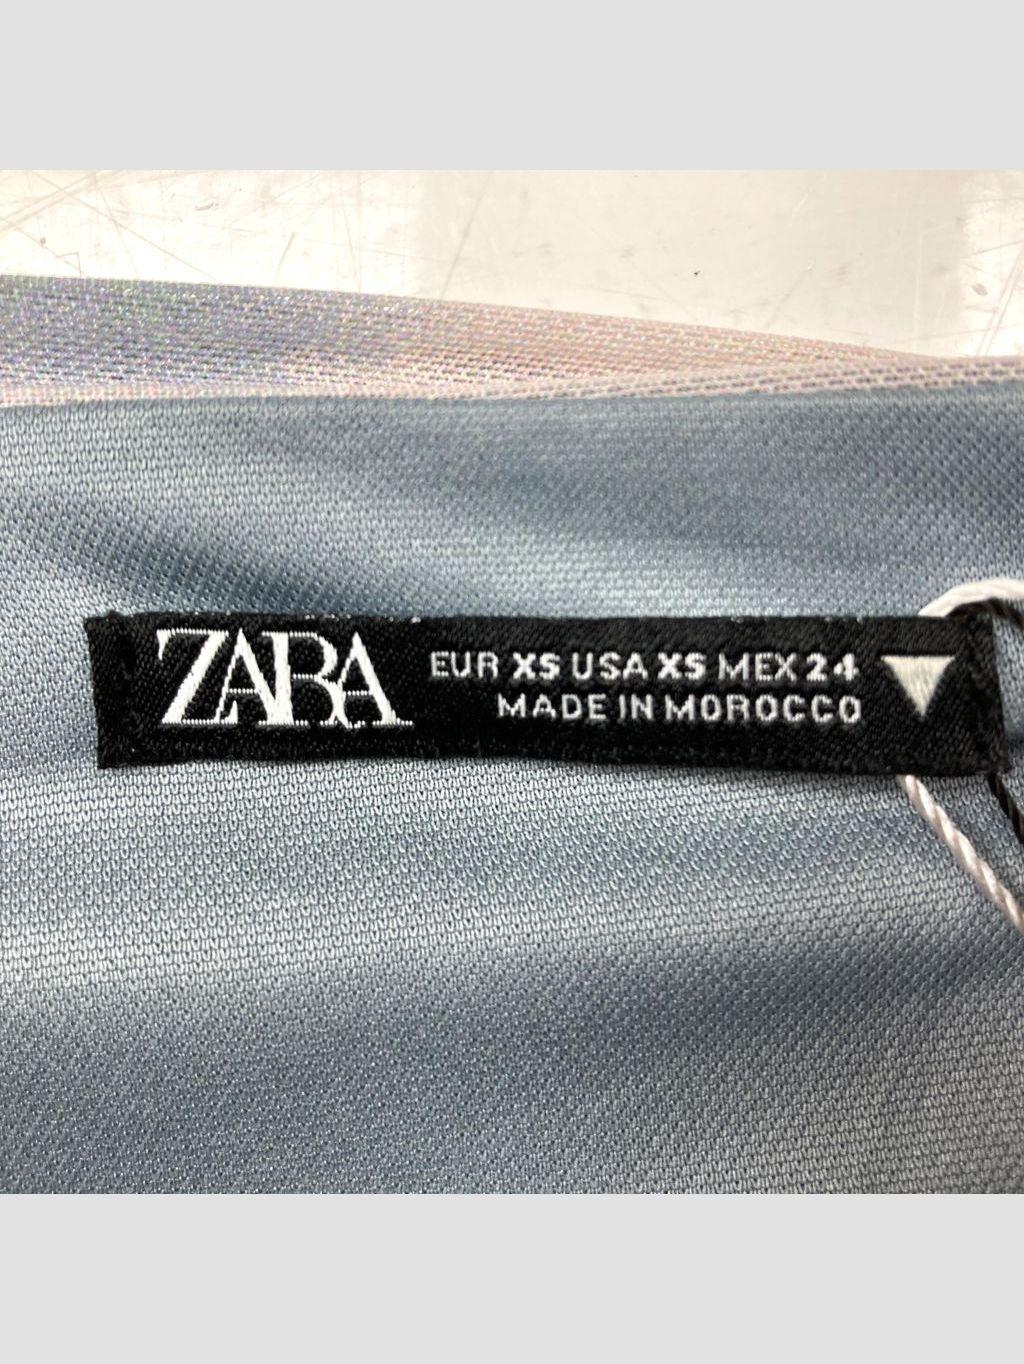 ZARA
EUR XS USA XS MEX 24
MADE IN MOROCCO